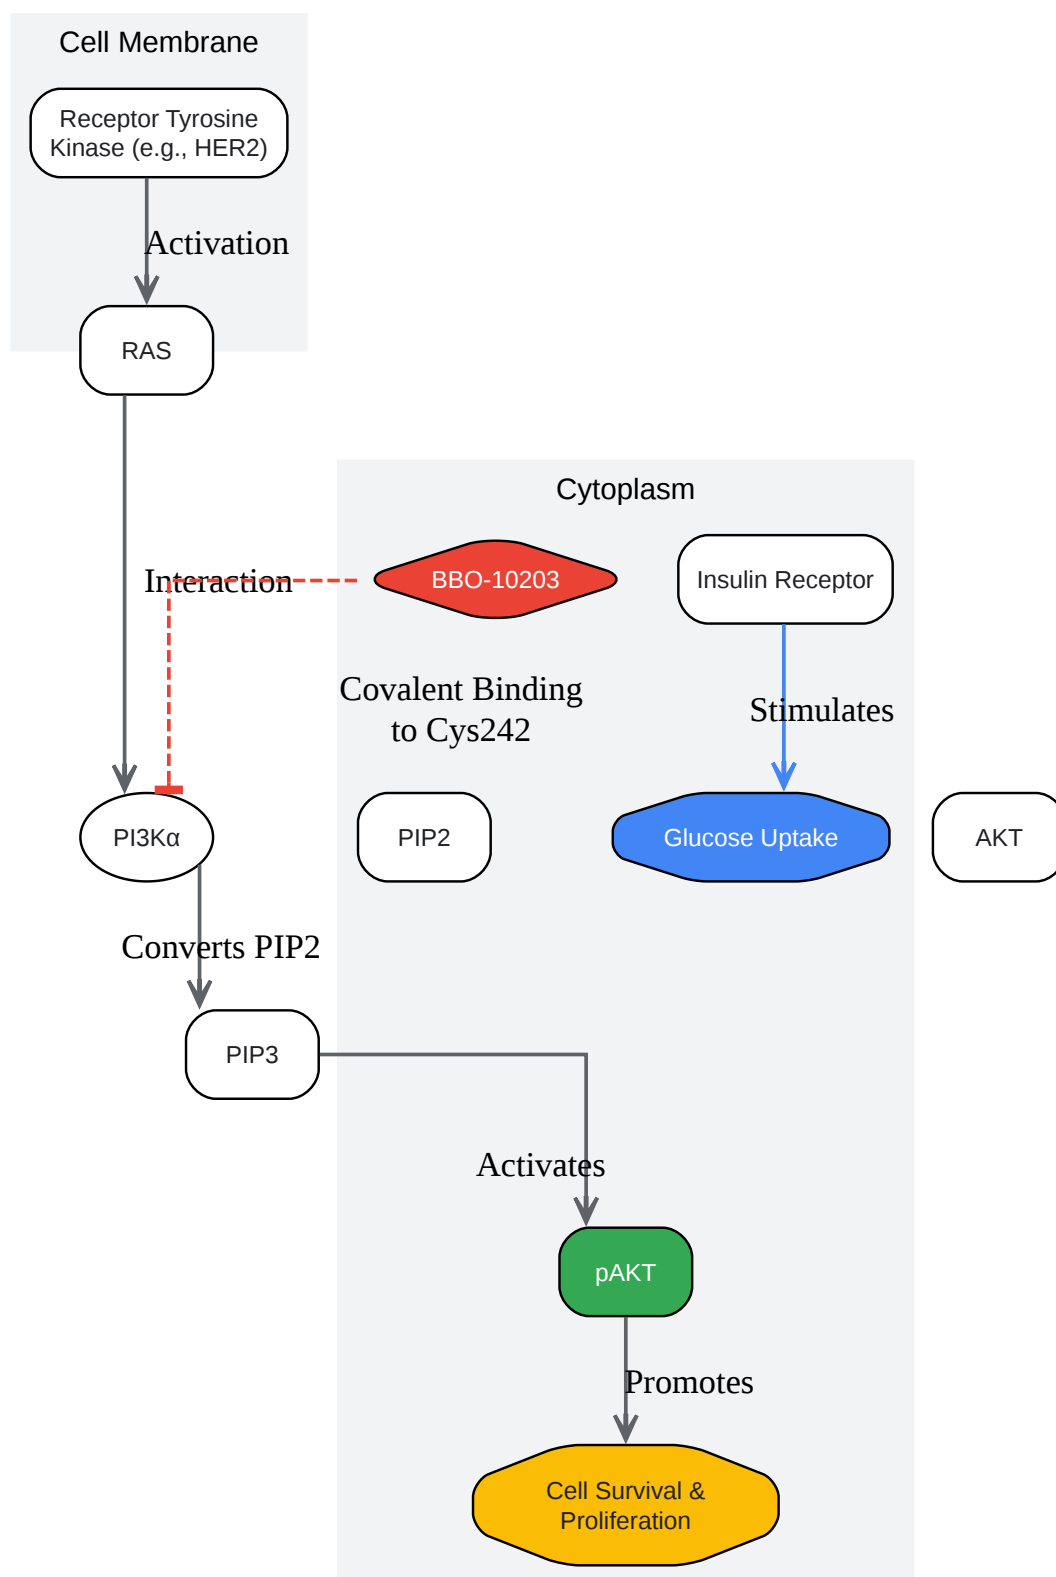 Cell Membrane
Receptor Tyrosine
Kinase (e.g., HER2)
Activation
RAS
Cytoplasm
Interaction
BBO-10203
Insulin Receptor
Covalent Binding
to Cys242
Stimulates
PI3Kα
PIP2
Glucose Uptake
AKT
Converts PIP2
PIP3
Activates
pAKT
Promotes
Cell Survival &
Proliferation